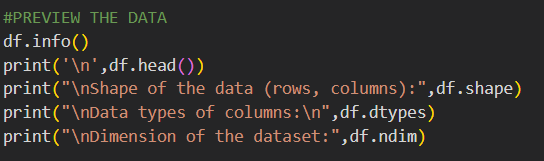 #PREVIEW THE DATA
df.info()
print('\n',df.head())
print("\nShape of the data (rows, columns):",df.shape)
print("\nData types of columns:\n",df.dtypes)
print("\nDimension of the dataset:",df.ndim)